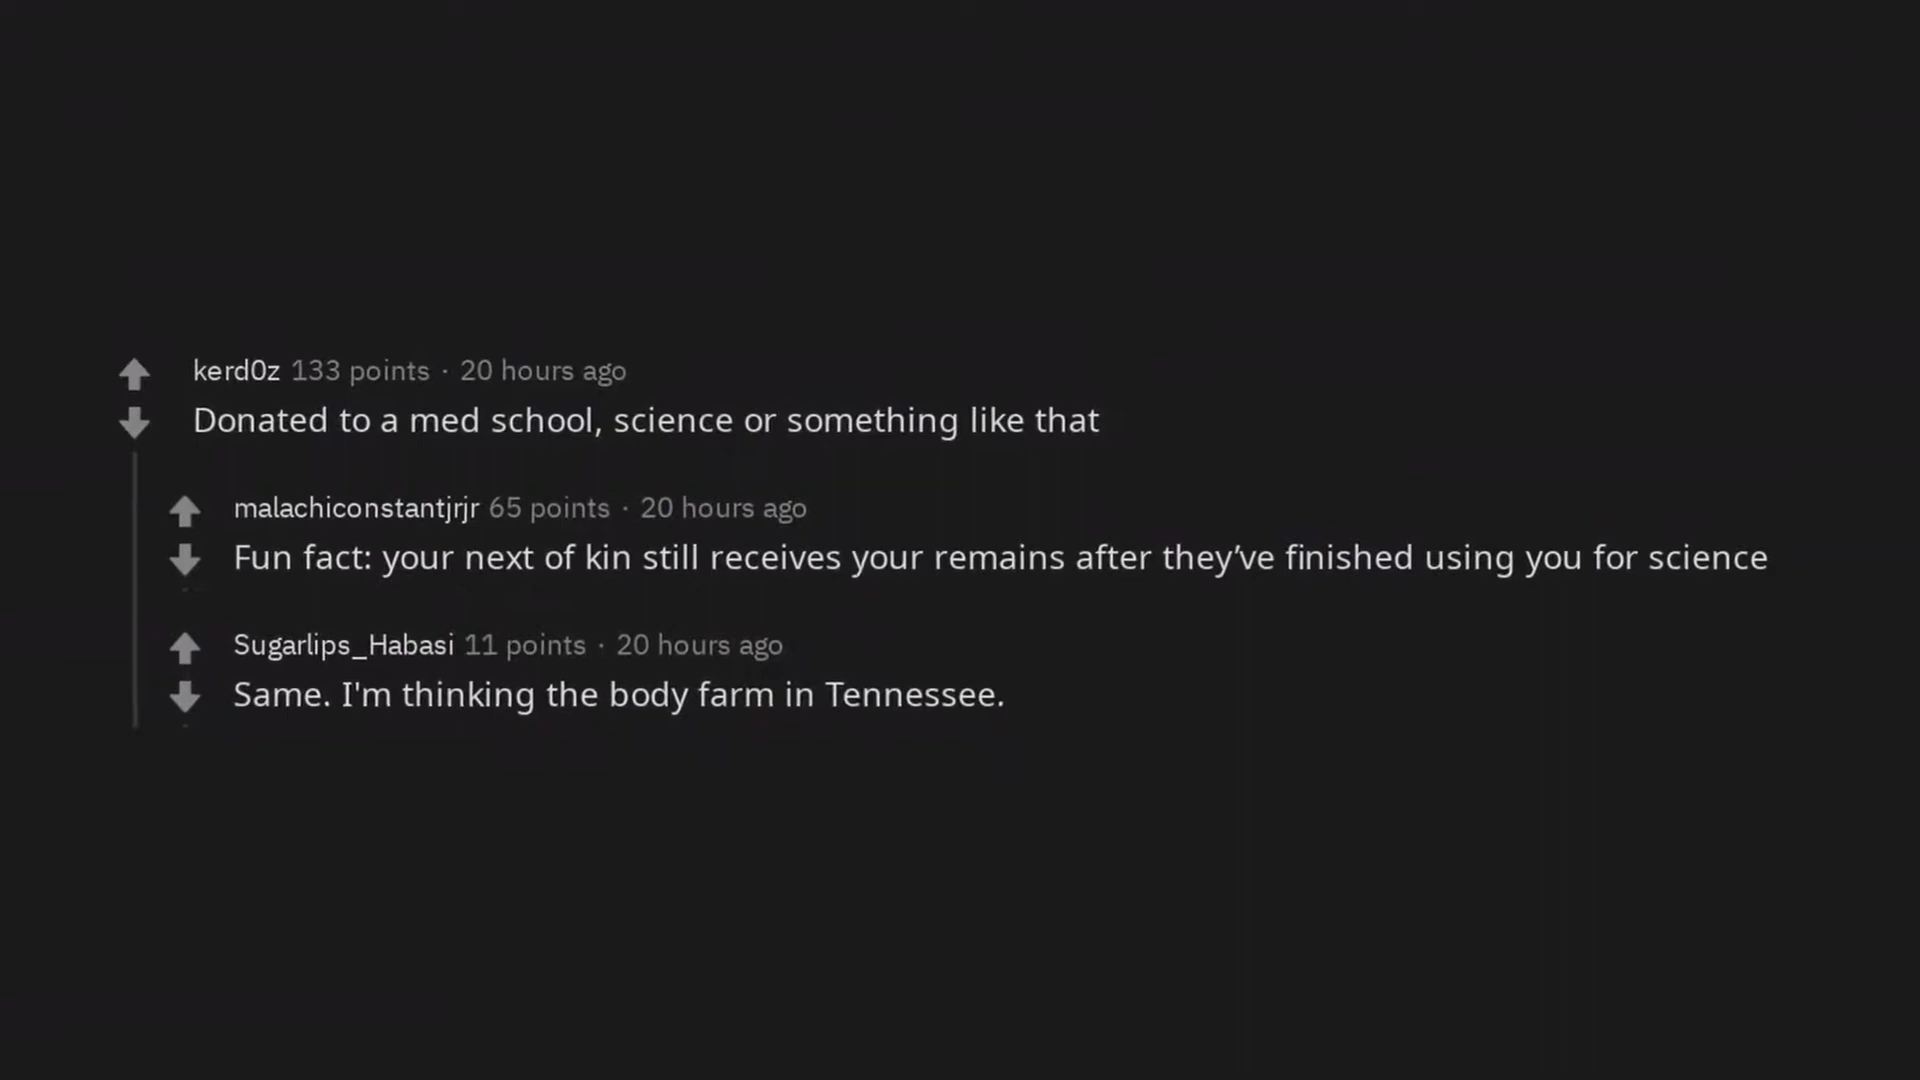 kerd0z 133 points · 20 hours ago
Donated to a med school, science or something like that
malachiconstantjrjr 65 points · 20 hours ago
Fun fact: your next of kin still receives your remains after they’ve finished using you for science
Sugarlips_Habasi 11 points · 20 hours ago
Same. I'm thinking the body farm in Tennessee.